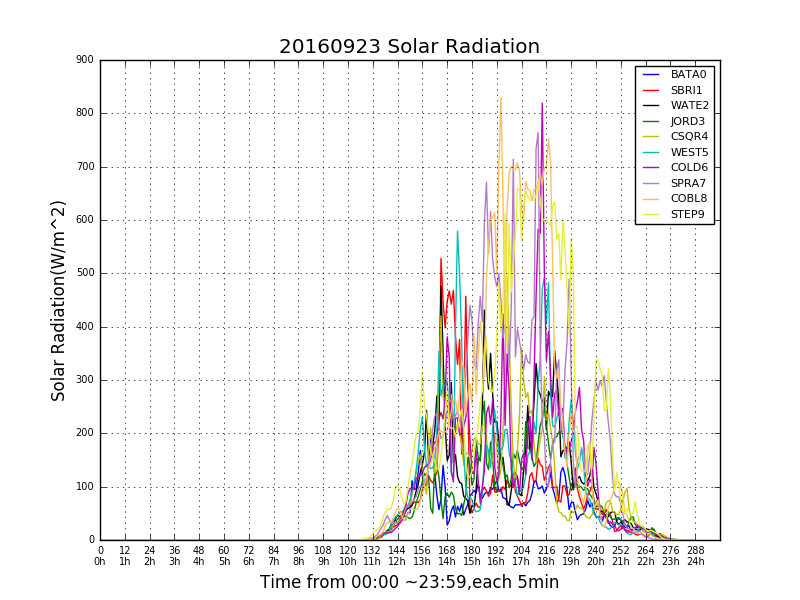 20160923 Solar Radiation
900
800
700
600
500
400
300
200
100
0
Solar Radiation(W/m^2)
BATA0
SBRI1
WATE2
JORD3
CSQR4
WEST5
COLD6
SPRA7
COBL8
STEP9
0 12 24 36 48 60 72 84 96 108 120 132 144 156 168 180 192 204 216 228 240 252 264 276 288
0h 1h 2h 3h 4h 5h 6h 7h 8h 9h 10h 11h 12h 13h 14h 15h 16h 17h 18h 19h 20h 21h 22h 23h 24h
Time from 00:00 ~23:59,each 5min